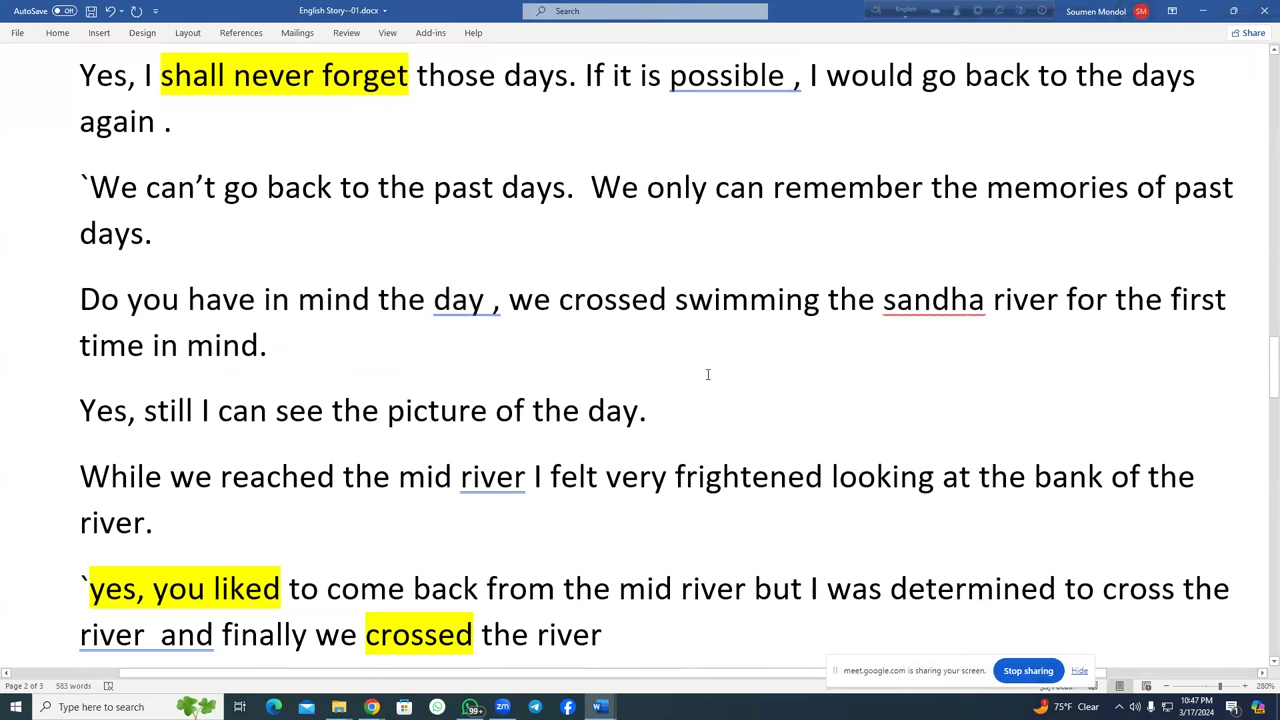 AutoSave Off English Story--01.docx Search English Soumen Mondol SM
File Home Insert Design Layout References Mailings Review View Add-ins Help Share
Yes, I shall never forget those days. If it is possible , I would go back to the days
again .
`We can’t go back to the past days.  We only can remember the memories of past
days.
Do you have in mind the day , we crossed swimming the sandha river for the first
time in mind.
Yes, still I can see the picture of the day.
While we reached the mid river I felt very frightened looking at the bank of the
river.
`yes, you liked to come back from the mid river but I was determined to cross the
river  and finally we crossed the river
meet.google.com is sharing your screen. Stop sharing Hide
Page 2 of 3 583 words Focus 280%
Type here to search 99+ 75°F Clear 10:47 PM
3/17/2024